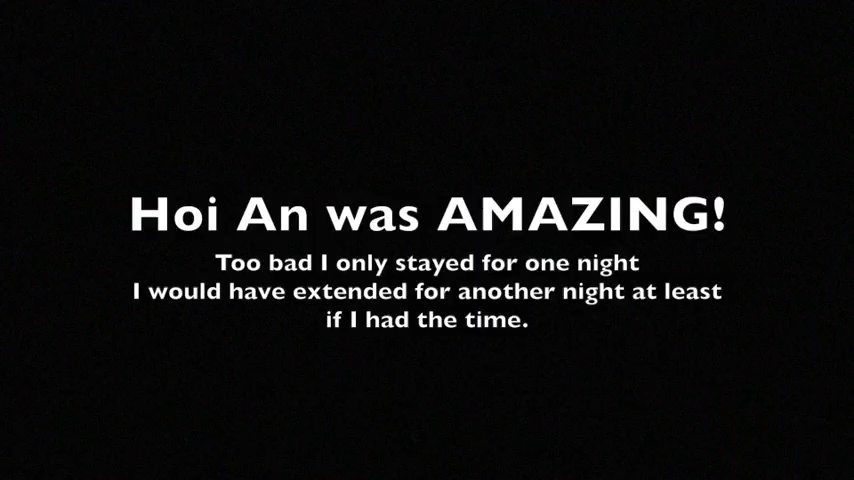 Hoi An was AMAZING!
Too bad I only stayed for one night
I would have extended for another night at least
if I had the time.